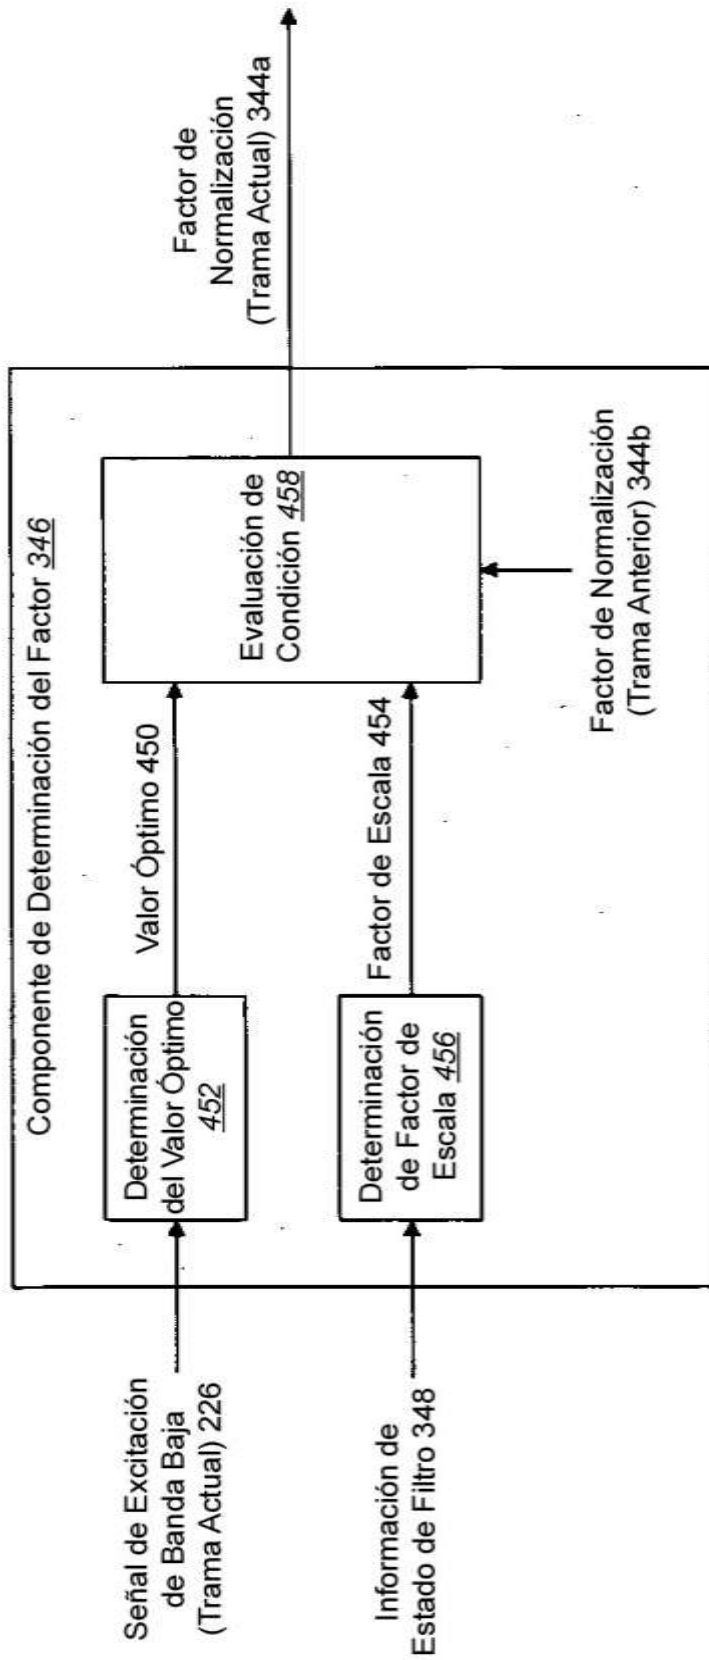 Componente de Determinación del Factor 346
Señal de Excitación
de Banda Baja
(Trama Actual) 226
Determinación
del Valor Óptimo
452
Valor Óptimo 450
Evaluación de
Condición 458
Factor de
Normalización
(Trama Actual) 344a
Información de
Estado de Filtro 348
Determinación
de Factor de
Escala 456
Factor de Escala 454
Factor de Normalización
(Trama Anterior) 344b